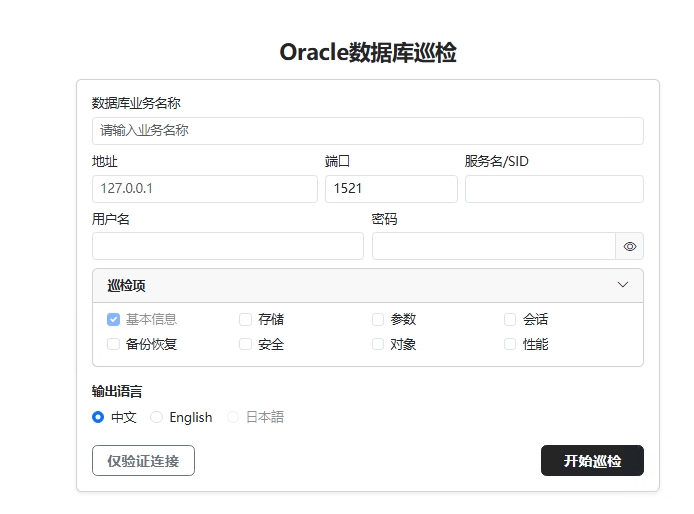 Oracle数据库巡检
数据库业务名称
请输入业务名称
地址 端口 服务名/SID
127.0.0.1 1521
用户名 密码
巡检项
基本信息 存储 参数 会话
备份恢复 安全 对象 性能
输出语言
中文 English 日本語
仅验证连接 开始巡检